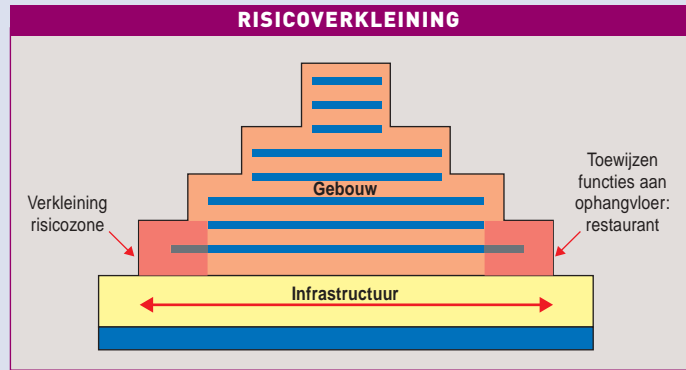 RISICOVERKLEINING
Verkleining
risicozone
Gebouw
Toewijzen
functies aan
ophangvloer:
restaurant
Infrastructuur